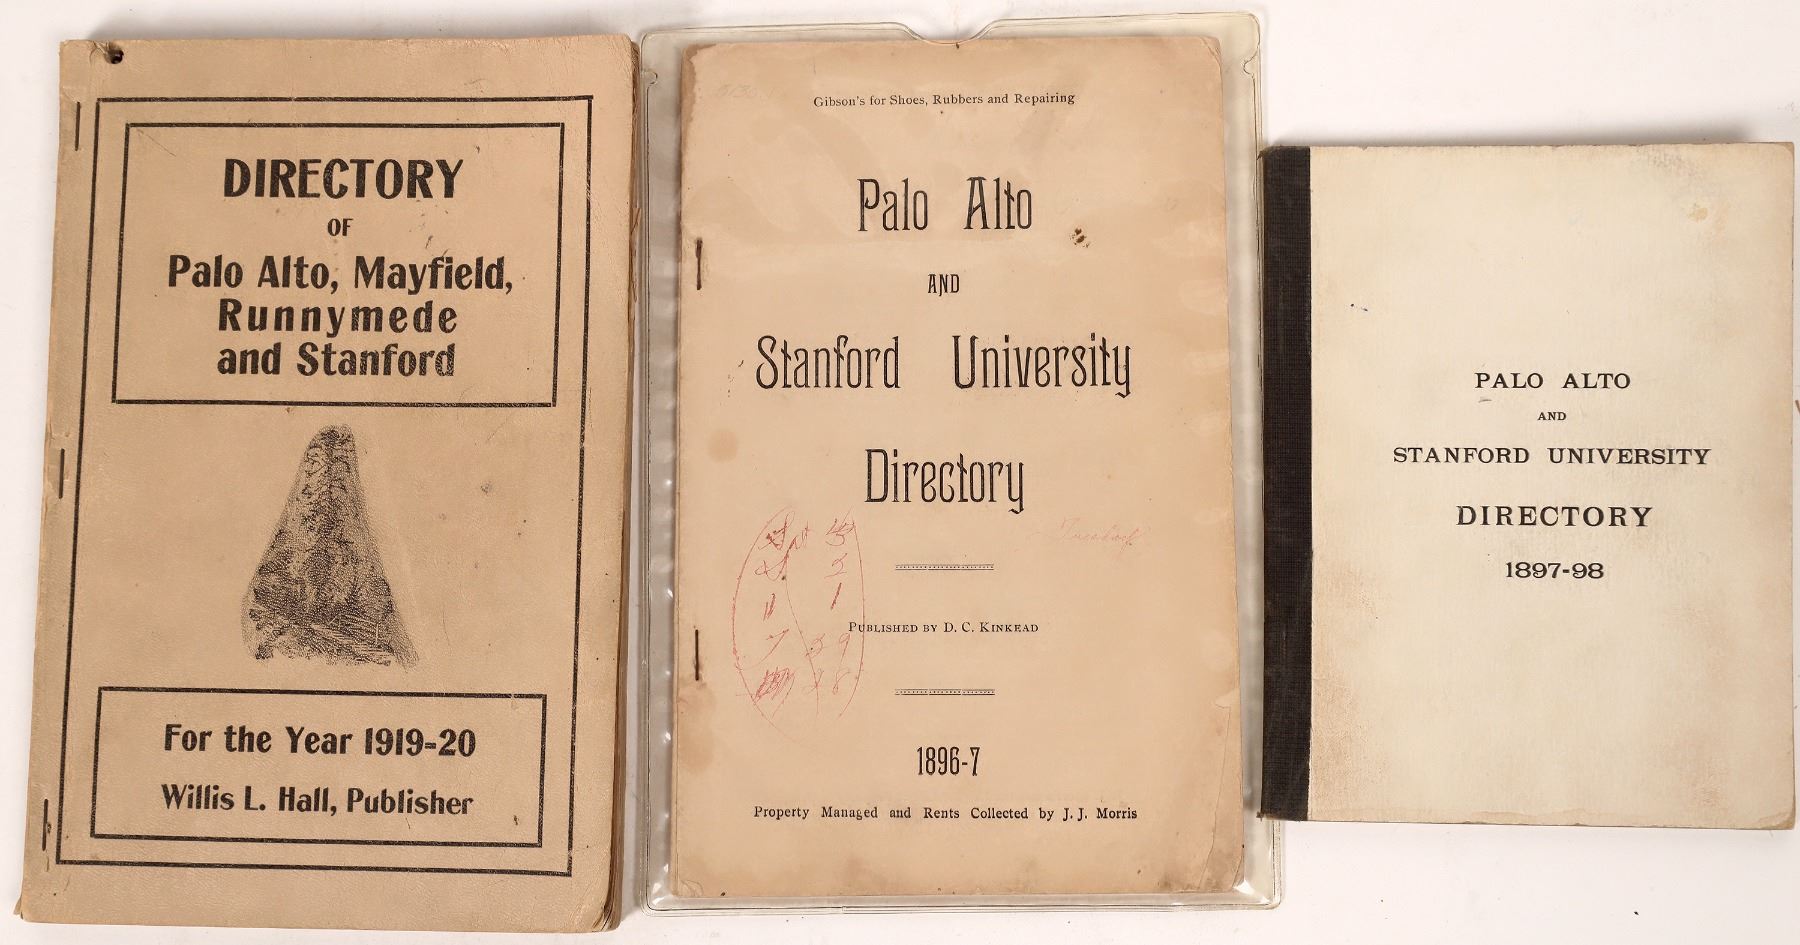 DIRECTORY
OF
Palo Alto, Mayfield,
Runnymede
and Stanford
For the Year 1919-20
Willis L. Hall, Publisher
Gibson's for Shoes, Rubbers and Repairing
Palo Alto
AND
Stanford University
Directory
PUBLISHED BY D. C. KINKEAD
1896-7
Property Managed and Rents Collected by J. J. Morris
PALO ALTO
AND
STANFORD UNIVERSITY
DIRECTORY
1897-98